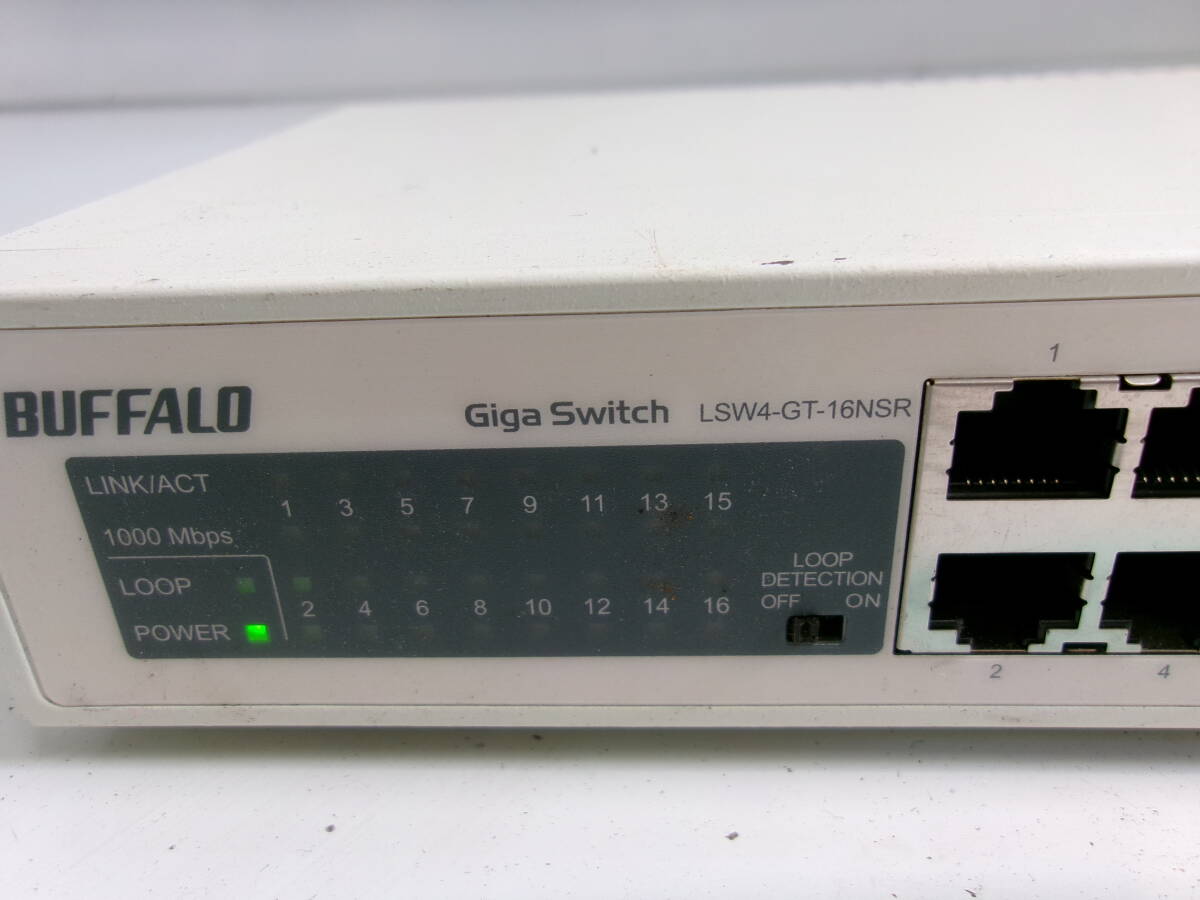 1
BUFFALO
Giga Switch LSW4-GT-16NSR
LINK/ACT
1 3 5 7 9 11 13 15
1000 Mbps
LOOP
2 4 6 8 10 12 14 16
POWER
LOOP
DETECTION
OFF ON
2 4